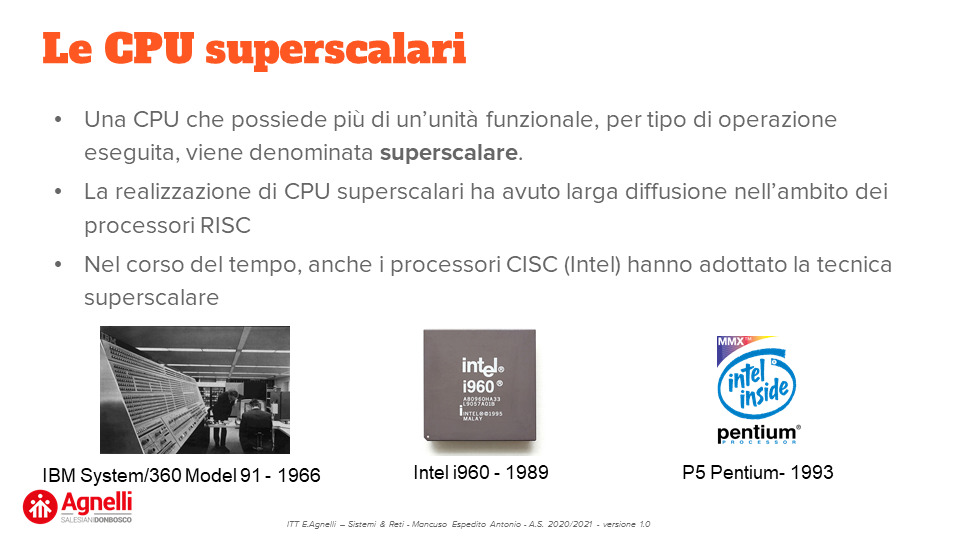 Le CPU superscalari
• Una CPU che possiede più di un'unità funzionale, per tipo di operazione
eseguita, viene denominata superscalare.
• La realizzazione di CPU superscalari ha avuto larga diffusione nell'ambito dei
processori RISC
• Nel corso del tempo, anche i processori CISC (Intel) hanno adottato la tecnica
superscalare
IBM
intel®
i960®
A80960HA33
L9057A01B
i INTEL©©1995
MALAY
MMX™
intel
inside
pentium®
PROCESSOR
IBM System/360 Model 91 - 1966
Intel i960 - 1989
P5 Pentium- 1993
Agnelli
SALESIANI DONBOSCO
ITT E.Agnelli – Sistemi & Reti - Mancuso Espedito Antonio - A.S. 2020/2021 - versione 1.0